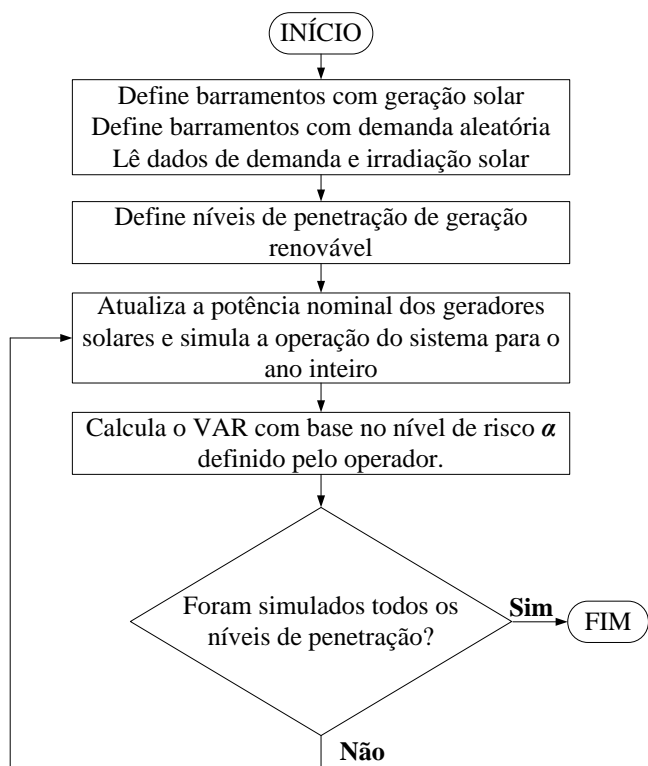 INÍCIO
Define barramentos com geração solar
Define barramentos com demanda aleatória
Lê dados de demanda e irradiação solar
Define níveis de penetração de geração
renovável
Atualiza a potência nominal dos geradores
solares e simula a operação do sistema para o
ano inteiro
Calcula o VAR com base no nível de risco α
definido pelo operador.
Foram simulados todos os
níveis de penetração?
Sim
FIM
Não